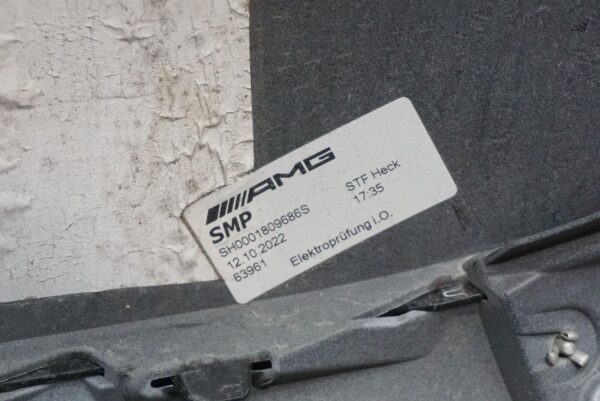 AMG
SMP
SH0001809686S STF Heck
12.10.2022 17:35
63961 Elektroprüfung i.O.